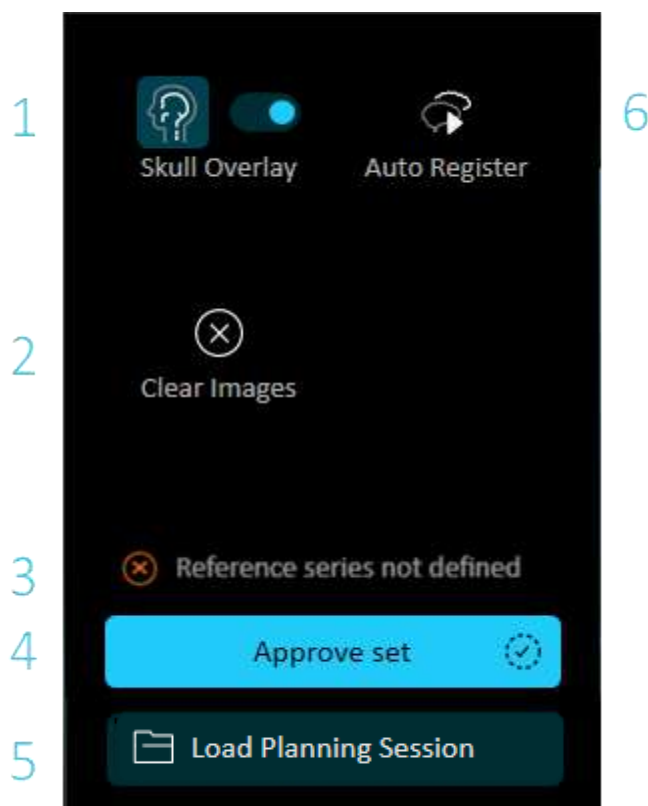 1
Skull Overlay
Auto Register
6
2
Clear Images
3
Reference series not defined
4
Approve set
5
Load Planning Session